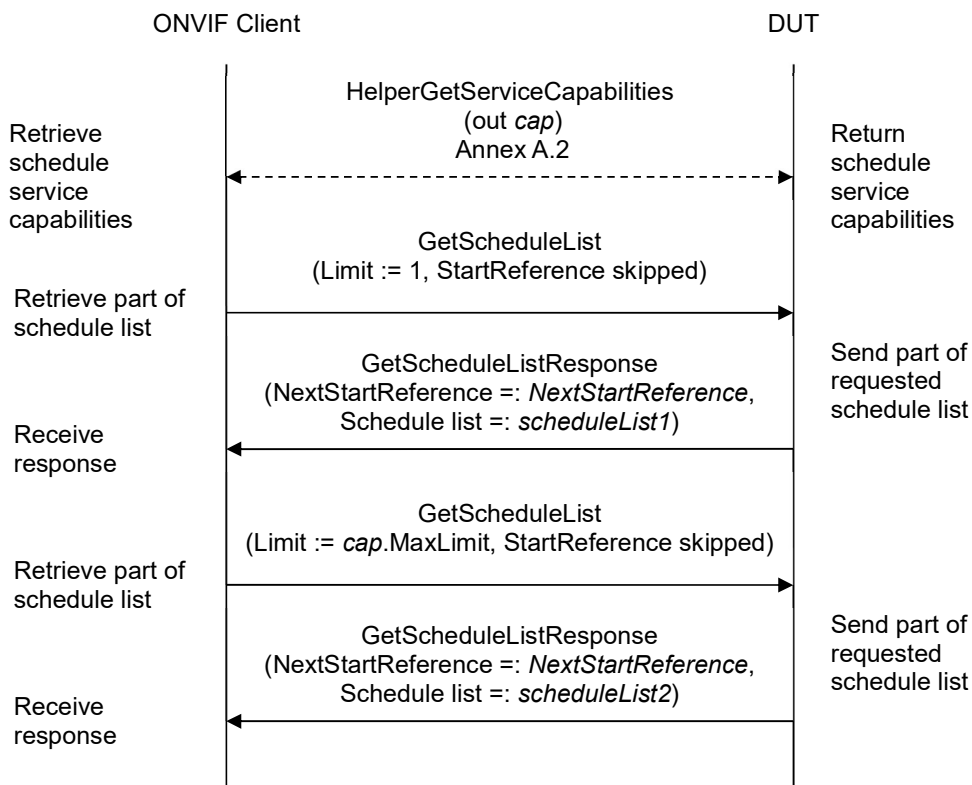 ONVIF Client
DUT
HelperGetServiceCapabilities
(out cap)
Annex A.2
Retrieve
schedule
service
capabilities
Return
schedule
service
capabilities
GetScheduleList
(Limit := 1, StartReference skipped)
Retrieve part of
schedule list
GetScheduleListResponse
(NextStartReference =: NextStartReference,
Schedule list =: scheduleList1)
Send part of
requested
schedule list
Receive
response
GetScheduleList
(Limit := cap.MaxLimit, StartReference skipped)
Retrieve part of
schedule list
GetScheduleListResponse
(NextStartReference =: NextStartReference,
Schedule list =: scheduleList2)
Send part of
requested
schedule list
Receive
response